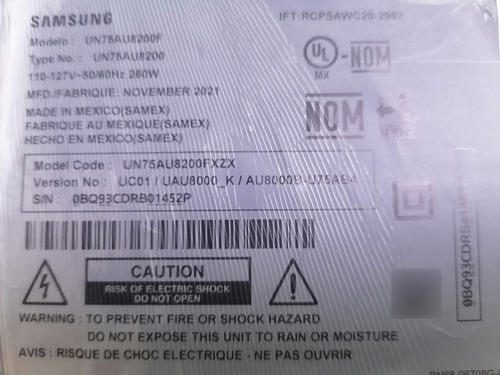 SAMSUNG
IFT:RCPSAWC20-2967
Modelo : UN75AU8200F
Type No. : UN75AU8200
110-127V~50/60Hz 260W
MFD./FABRIQUE: NOVEMBER 2021
MADE IN MEXICO(SAMEX)
FABRIQUE AU MEXIQUE(SAMEX)
HECHO EN MEXICO(SAMEX)
UL -NOM
MX
NOM
Model Code : UN75AU8200FXZX
Version No : UC01 / UAU8000_K / AU8000B-U75AE4
S/N : 0BQ93CDRB01452P
CAUTION
RISK OF ELECTRIC SHOCK
DO NOT OPEN
WARNING : TO PREVENT FIRE OR SHOCK HAZARD
DO NOT EXPOSE THIS UNIT TO RAIN OR MOISTURE
AVIS : RISQUE DE CHOC ELECTRIQUE - NE PAS OUVRIR